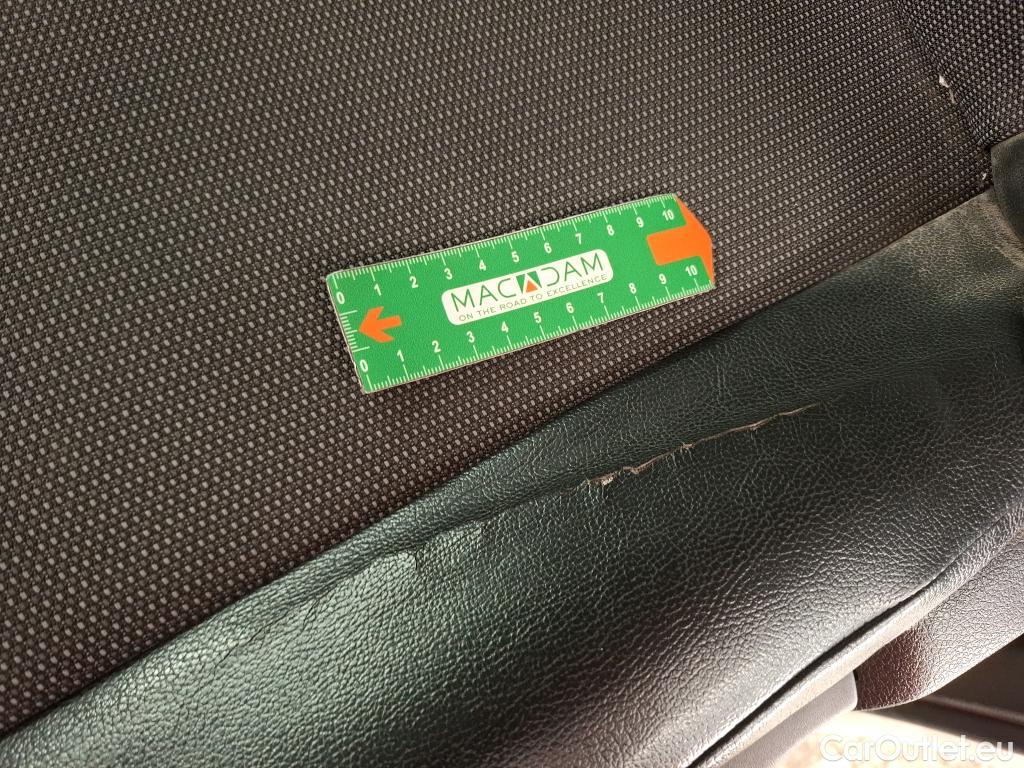 0 1 2 3 4 5 6 7 8 9 10
MACADAM
ON THE ROAD TO EXCELLENCE
0 1 2 3 4 5 6 7 8 9 10
CarOutlet.eu